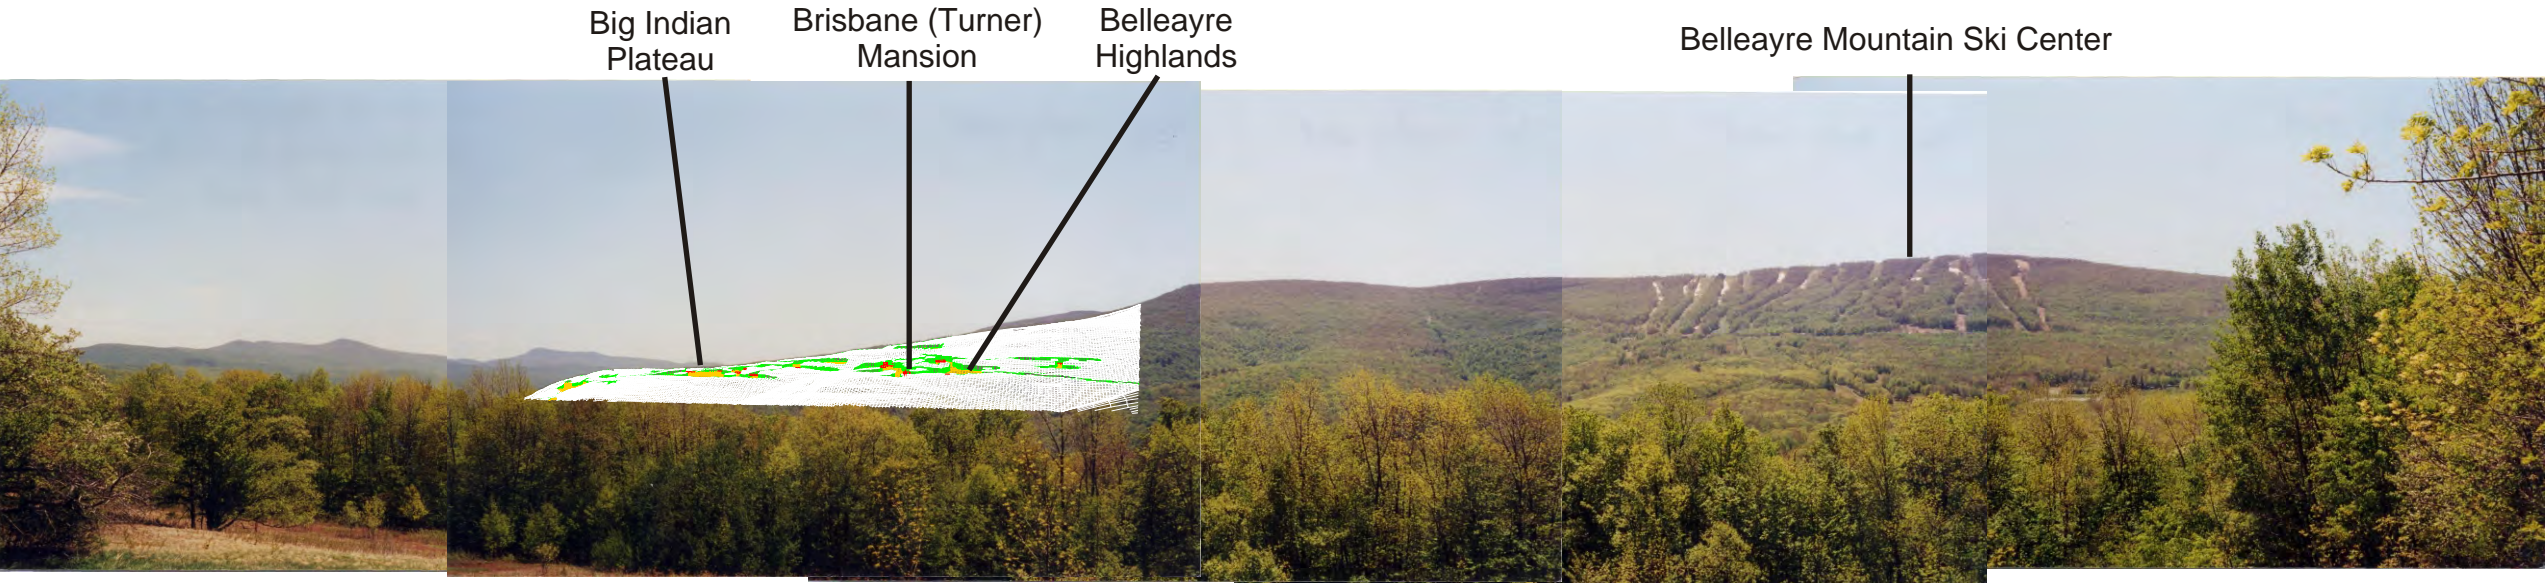 Big Indian
Plateau
Brisbane (Turner)
Mansion
Belleayre
Highlands
Belleayre Mountain Ski Center